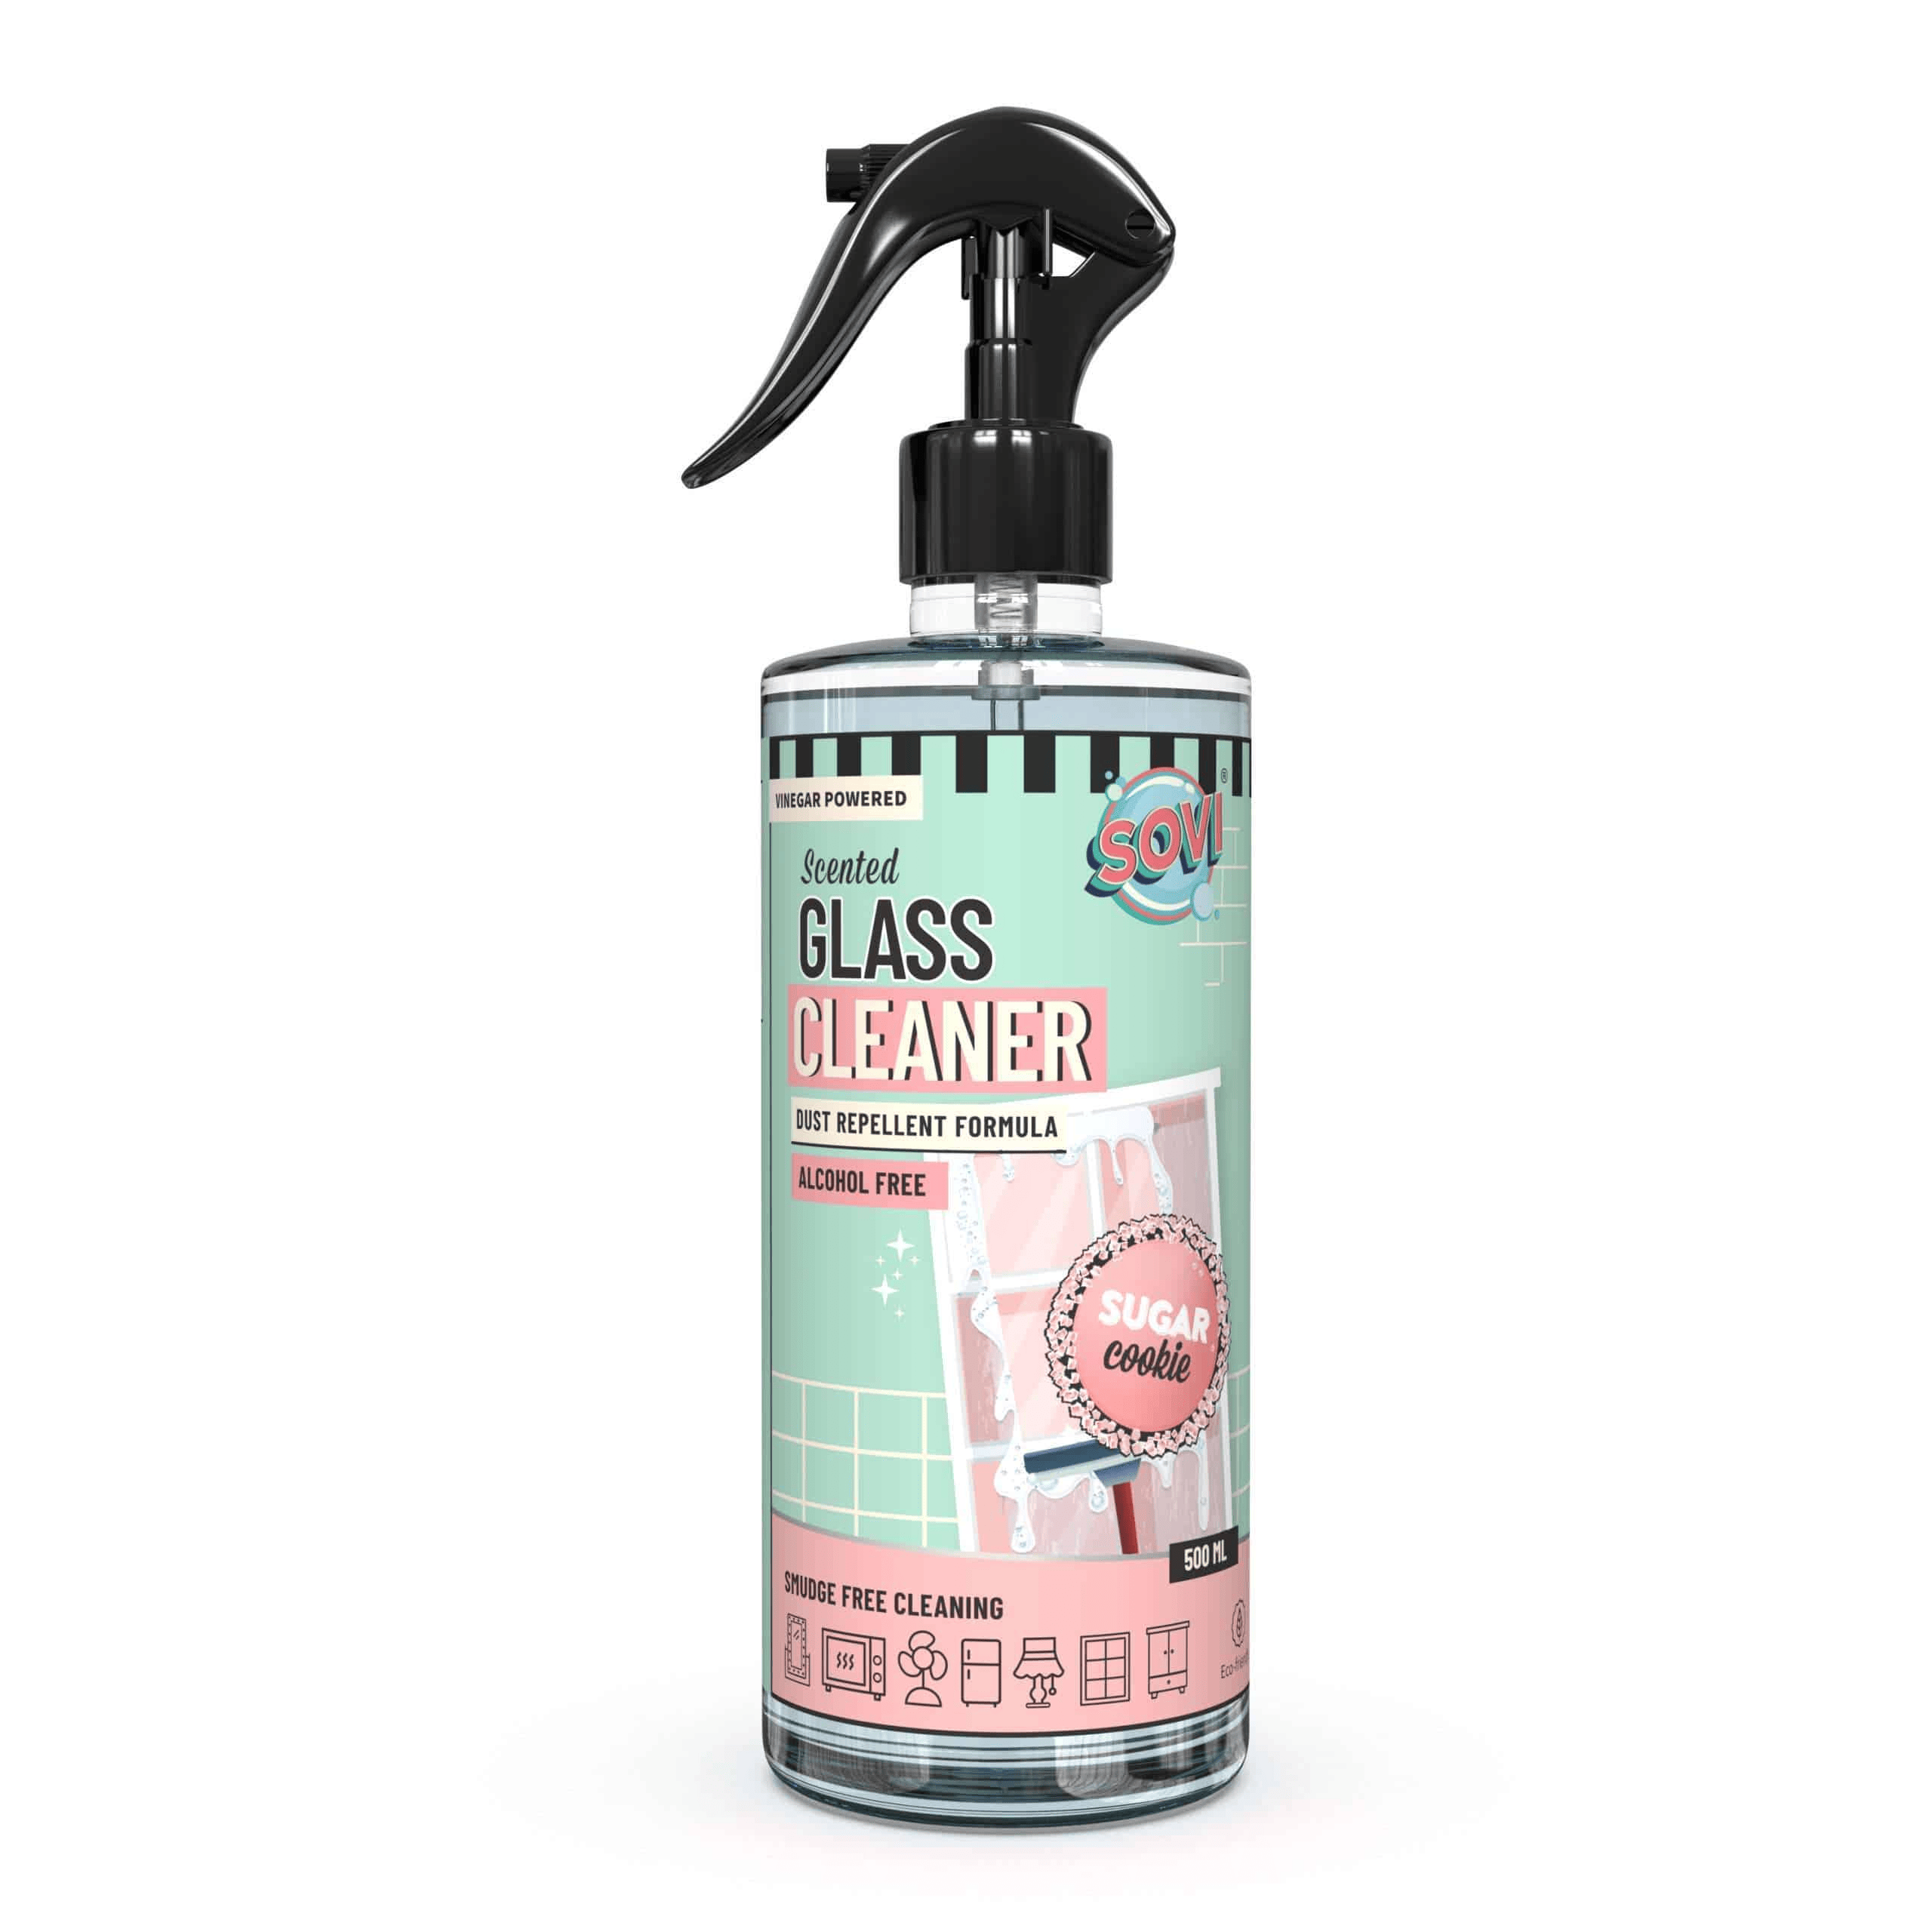 VINEGAR POWERED
SOVI®
Scented
GLASS
CLEANER
DUST REPELLENT FORMULA
ALCOHOL FREE
SUGAR
cookie
500 ML
SMUDGE FREE CLEANING